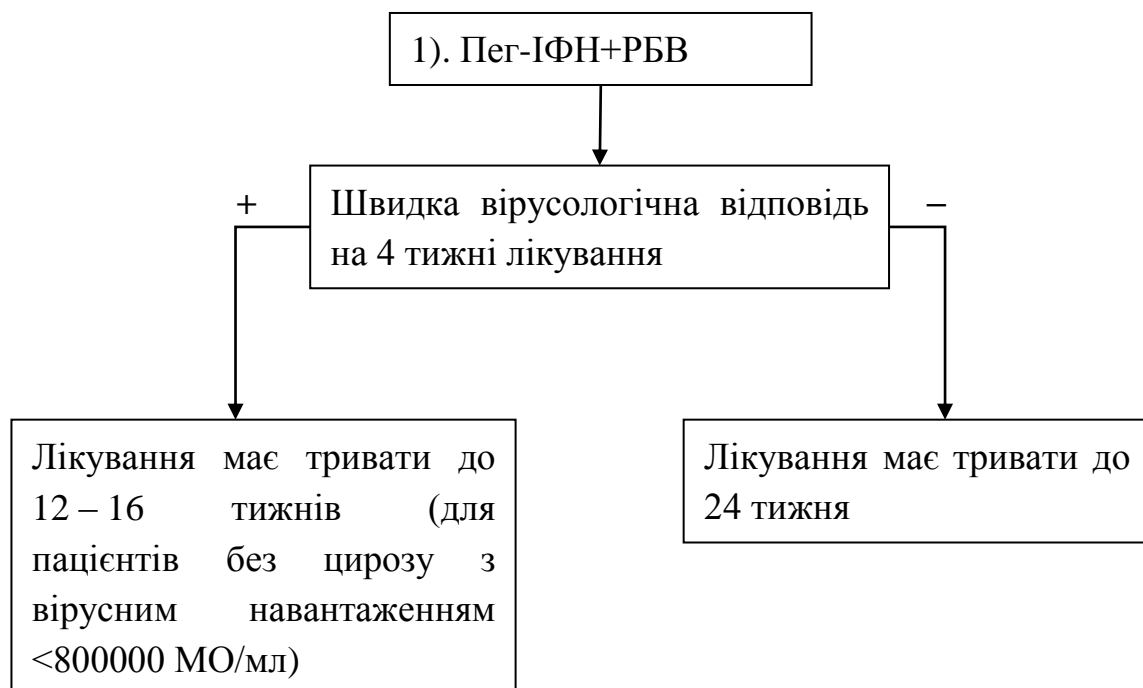 1). Пег-ІФН+РБВ
+
Швидка вірусологічна відповідь
на 4 тижні лікування
–
Лікування має тривати до
12 – 16 тижнів (для
пацієнтів без цирозу з
вірусним навантаженням
<800000 МО/мл)
Лікування має тривати до
24 тижня